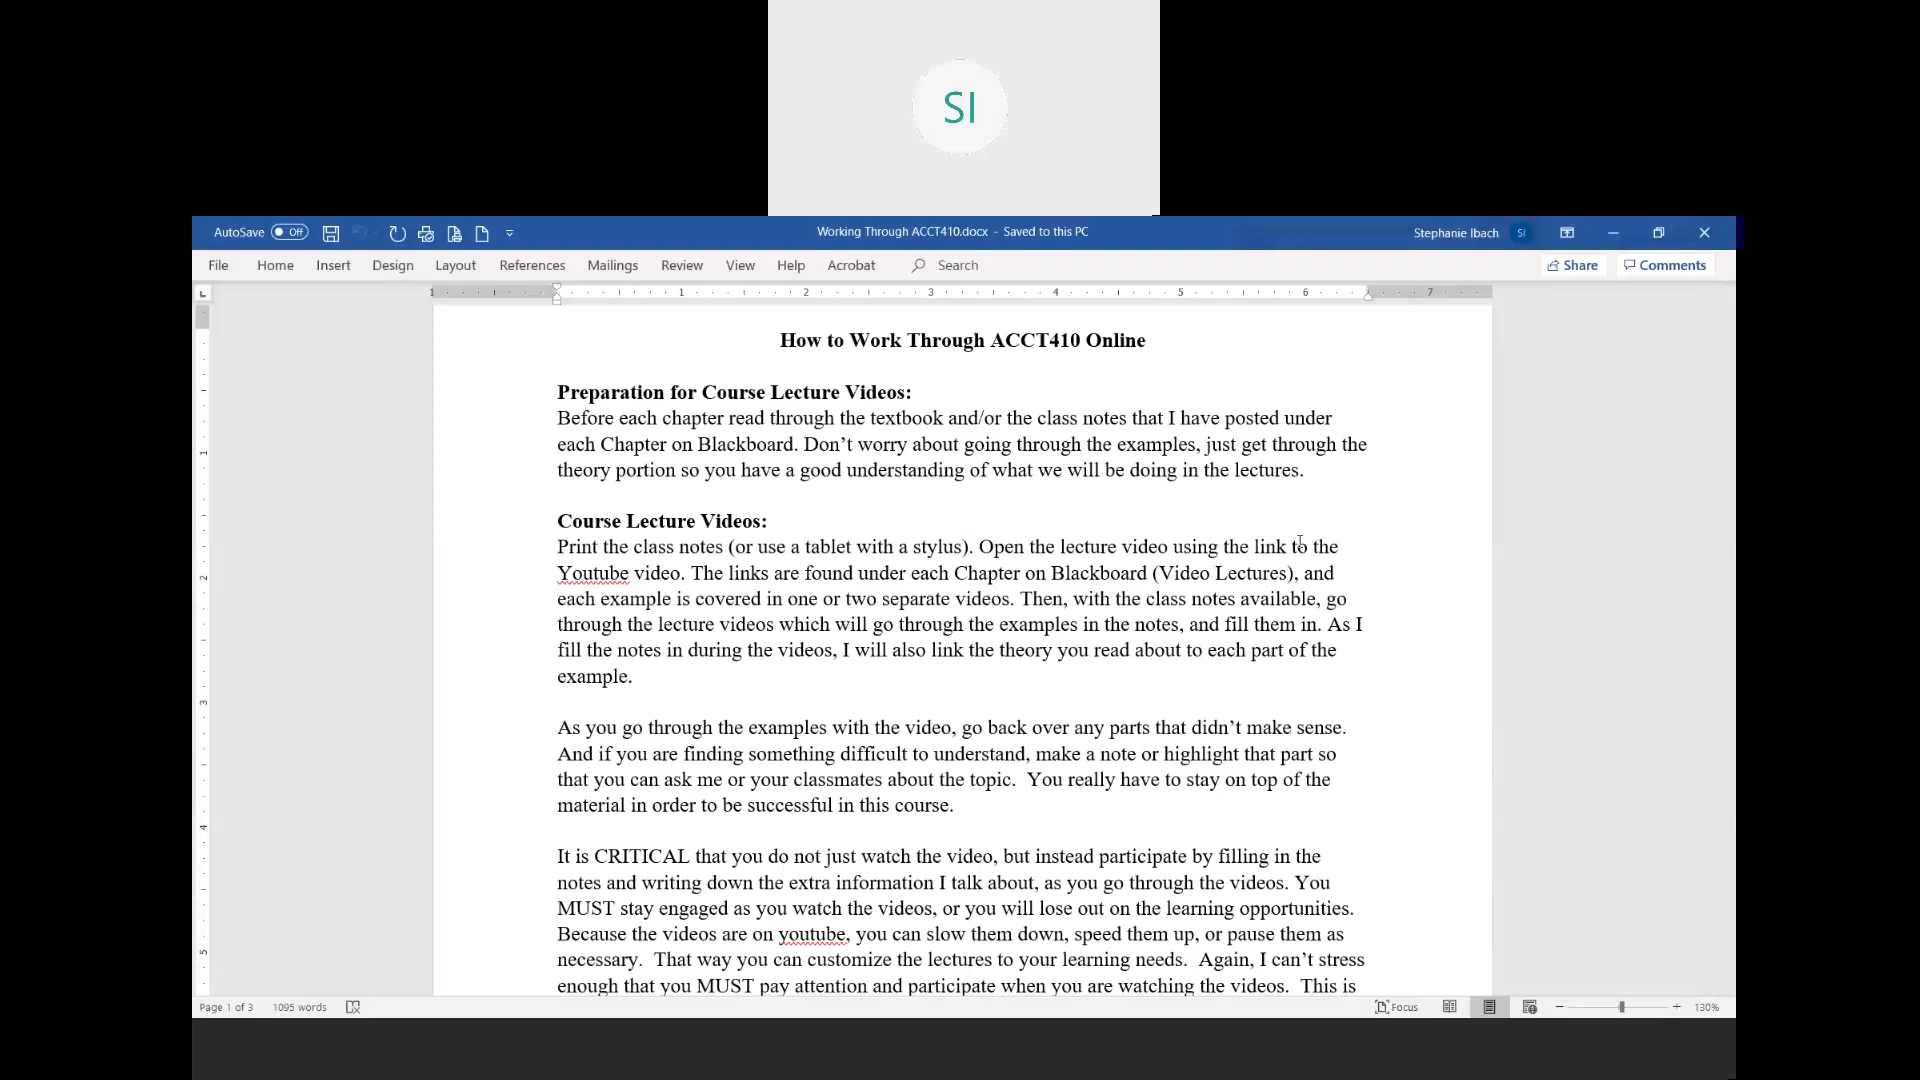 SI
AutoSave Off Working Through ACCT410.docx - Saved to this PC Stephanie Ibach SI
File Home Insert Design Layout References Mailings Review View Help Acrobat Search Share Comments
1 1 2 3 4 5 6 7
How to Work Through ACCT410 Online
Preparation for Course Lecture Videos:
Before each chapter read through the textbook and/or the class notes that I have posted under
each Chapter on Blackboard. Don’t worry about going through the examples, just get through the
theory portion so you have a good understanding of what we will be doing in the lectures.
Course Lecture Videos:
Print the class notes (or use a tablet with a stylus). Open the lecture video using the link to the
Youtube video. The links are found under each Chapter on Blackboard (Video Lectures), and
each example is covered in one or two separate videos. Then, with the class notes available, go
through the lecture videos which will go through the examples in the notes, and fill them in. As I
fill the notes in during the videos, I will also link the theory you read about to each part of the
example.
As you go through the examples with the video, go back over any parts that didn’t make sense.
And if you are finding something difficult to understand, make a note or highlight that part so
that you can ask me or your classmates about the topic.  You really have to stay on top of the
material in order to be successful in this course.
It is CRITICAL that you do not just watch the video, but instead participate by filling in the
notes and writing down the extra information I talk about, as you go through the videos. You
MUST stay engaged as you watch the videos, or you will lose out on the learning opportunities.
Because the videos are on youtube, you can slow them down, speed them up, or pause them as
necessary.  That way you can customize the lectures to your learning needs.  Again, I can’t stress
enough that you MUST pay attention and participate when you are watching the videos.  This is
1
2
3
4
5
Page 1 of 3 1095 words Focus 130%